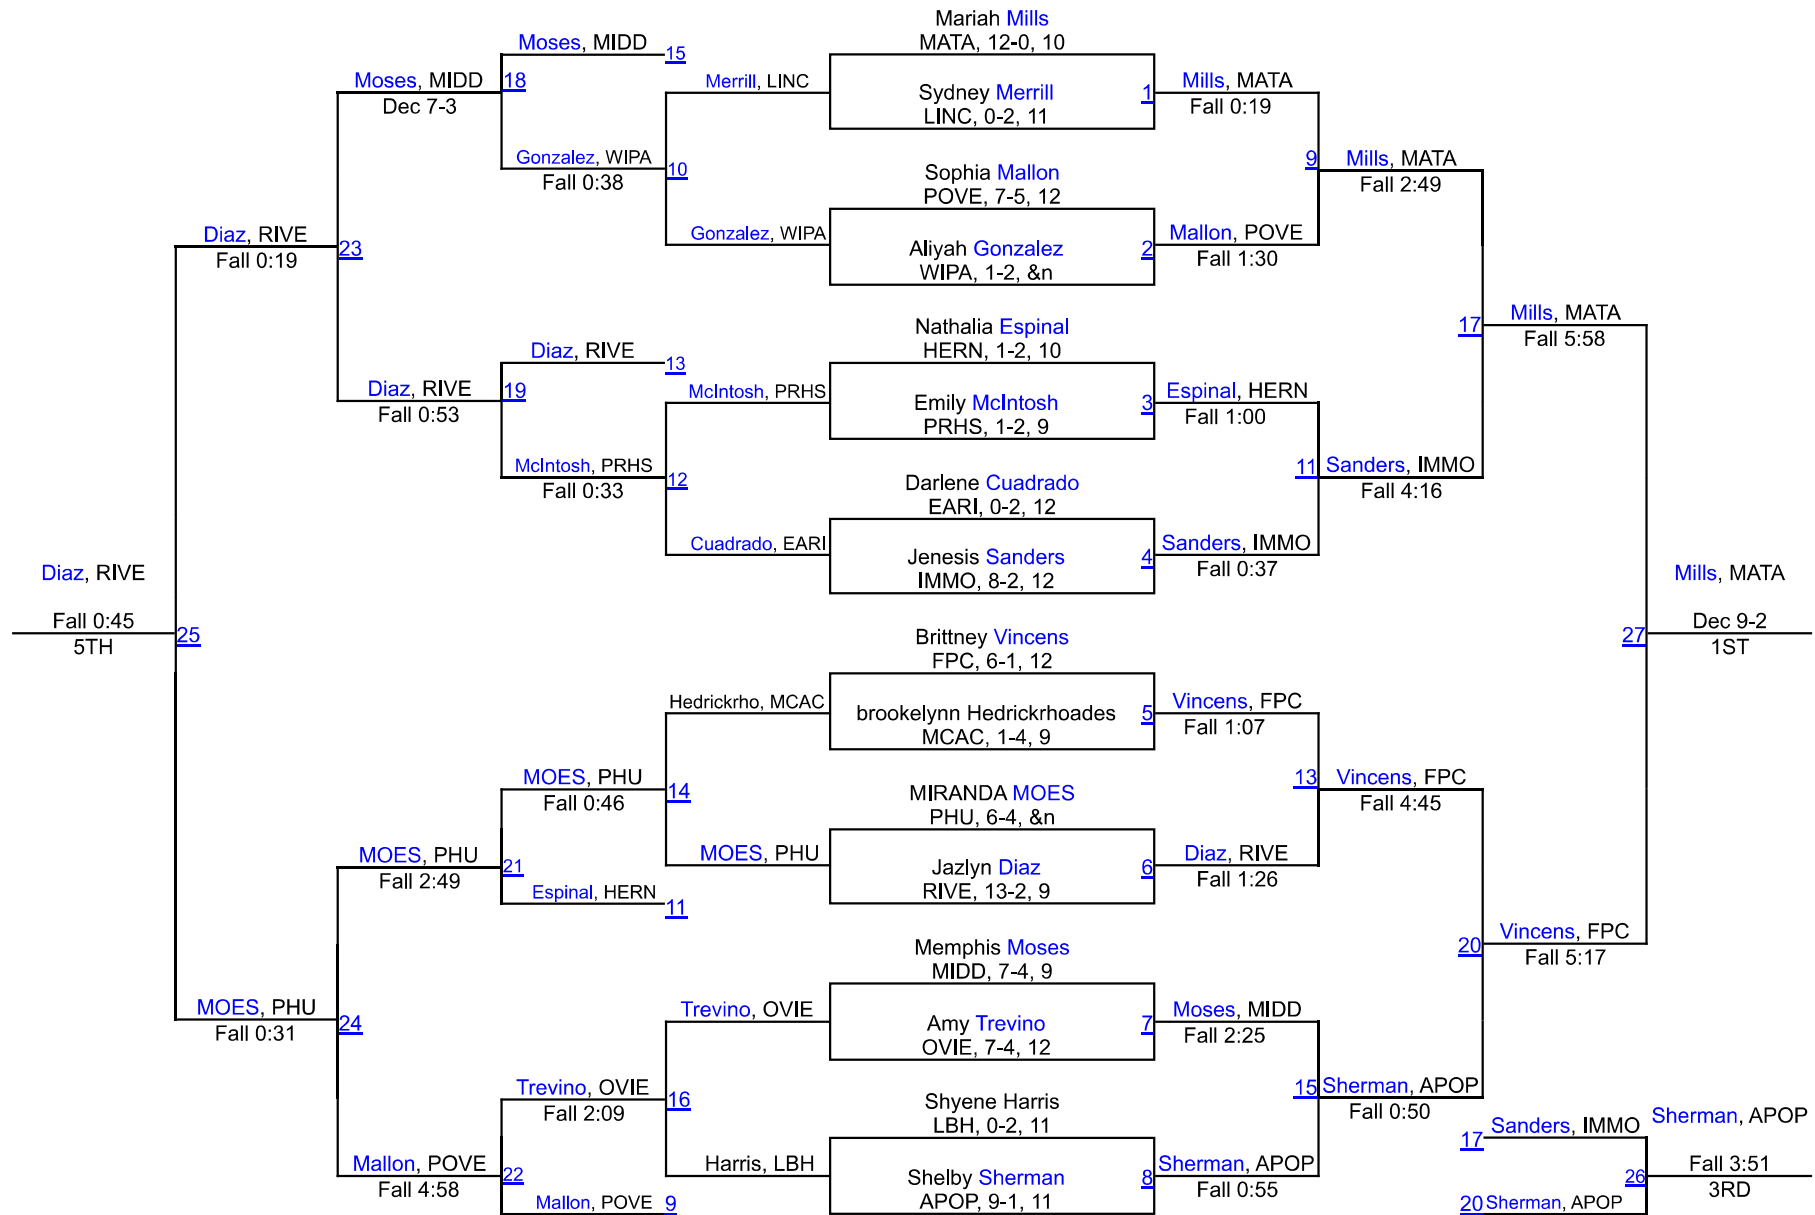 Mariah Mills
MATA, 12-0, 10
Sydney Merrill
LINC, 0-2, 11
1
Sophia Mallon
POVE, 7-5, 12
Aliyah Gonzalez
WIPA, 1-2, &n
2
Nathalia Espinal
HERN, 1-2, 10
Emily McIntosh
PRHS, 1-2, 9
3
Darlene Cuadrado
EARI, 0-2, 12
Jenesis Sanders
IMMO, 8-2, 12
4
Brittney Vincens
FPC, 6-1, 12
brookelynn Hedrickrhoades
MCAC, 1-4, 9
5
MIRANDA MOES
PHU, 6-4, &n
Jazlyn Diaz
RIVE, 13-2, 9
6
Memphis Moses
MIDD, 7-4, 9
Amy Trevino
OVIE, 7-4, 12
7
Shyene Harris
LBH, 0-2, 11
Shelby Sherman
APOP, 9-1, 11
8
Mills, MATA
Fall 0:19
Mallon, POVE
Fall 1:30
Espinal, HERN
Fall 1:00
Sanders, IMMO
Fall 0:37
Vincens, FPC
Fall 1:07
Diaz, RIVE
Fall 1:26
Moses, MIDD
Fall 2:25
Sherman, APOP
Fall 0:55
9
Mills, MATA
Fall 2:49
11
Sanders, IMMO
Fall 4:16
13
Vincens, FPC
Fall 4:45
15
Sherman, APOP
Fall 0:50
17
Mills, MATA
Fall 5:58
20
Vincens, FPC
Fall 5:17
27
Mills, MATA
Dec 9-2
1ST
17
Sanders, IMMO
20
Sherman, APOP
26
Sherman, APOP
Fall 3:51
3RD
Merrill, LINC
Gonzalez, WIPA
McIntosh, PRHS
Cuadrado, EARI
Hedrickrho, MCAC
MOES, PHU
Trevino, OVIE
Harris, LBH
Moses, MIDD
15
10
Gonzalez, WIPA
Fall 0:38
Diaz, RIVE
13
12
McIntosh, PRHS
Fall 0:33
14
MOES, PHU
Fall 0:46
Espinal, HERN
11
16
Trevino, OVIE
Fall 2:09
Mallon, POVE
9
18
Moses, MIDD
Dec 7-3
19
Diaz, RIVE
Fall 0:53
21
MOES, PHU
Fall 2:49
22
Mallon, POVE
Fall 4:58
23
Diaz, RIVE
Fall 0:19
24
MOES, PHU
Fall 0:31
25
Diaz, RIVE
Fall 0:45
5TH